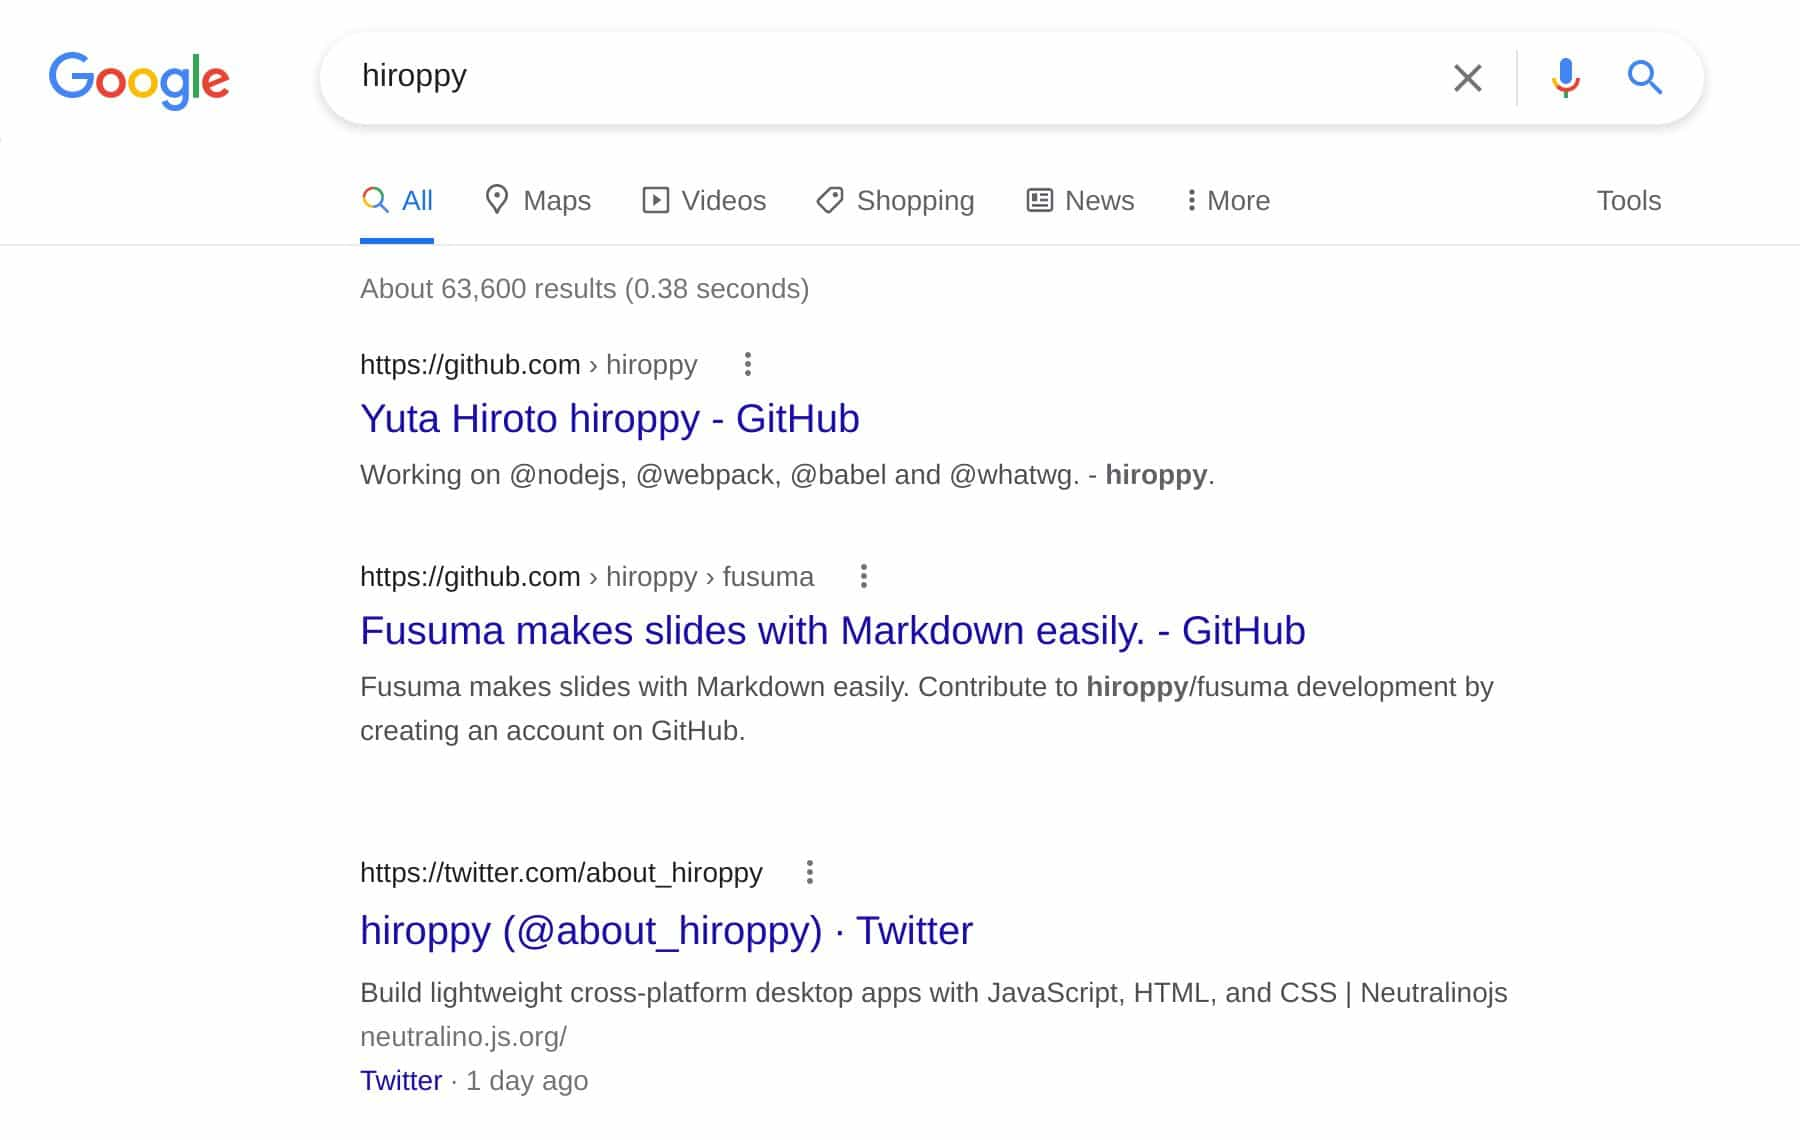 Google
hiroppy
All Maps Videos Shopping News More Tools
About 63,600 results (0.38 seconds)
https://github.com › hiroppy
Yuta Hiroto hiroppy - GitHub
Working on @nodejs, @webpack, @babel and @whatwg. - hiroppy.
https://github.com › hiroppy › fusuma
Fusuma makes slides with Markdown easily. - GitHub
Fusuma makes slides with Markdown easily. Contribute to hiroppy/fusuma development by
creating an account on GitHub.
https://twitter.com/about_hiroppy
hiroppy (@about_hiroppy) · Twitter
Build lightweight cross-platform desktop apps with JavaScript, HTML, and CSS | Neutralinojs
neutralino.js.org/
Twitter · 1 day ago